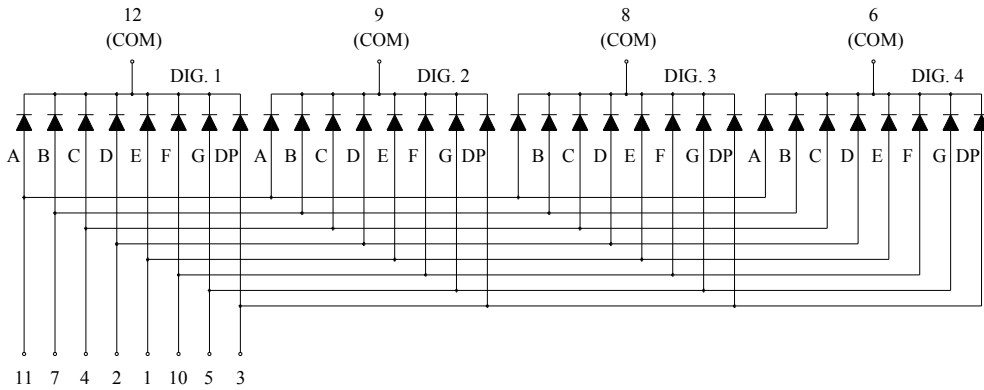 12 9 8 6
(COM) (COM) (COM) (COM)
DIG. 1 DIG. 2 DIG. 3 DIG. 4
A B C D E F G DP A B C D E F G DP B C D E F G DP A B C D E F G DP
11 7 4 2 1 10 5 3